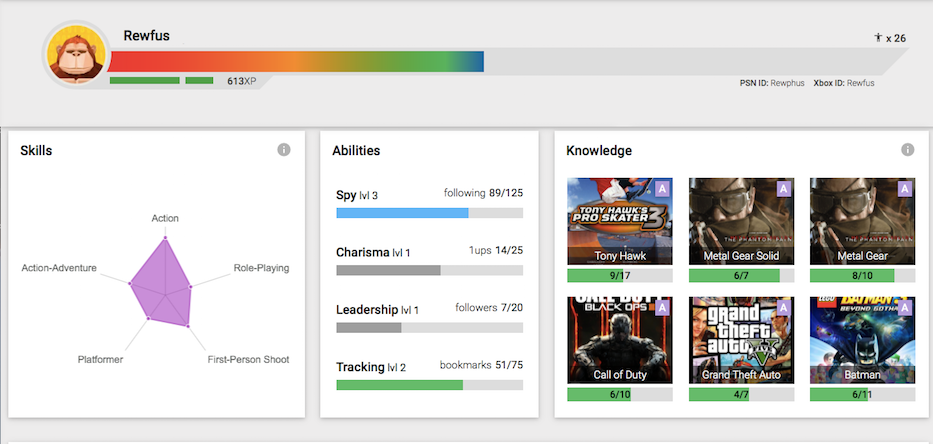 Rewfus
x 26
613XP
PSN ID: Rewphus Xbox ID: Rewfus
Skills
Action
Action-Adventure
Role-Playing
Platformer
First-Person Shoot
Abilities
Spy lvl 3 following 89/125
Charisma lvl 1 1ups 14/25
Leadership lvl 1 followers 7/20
Tracking lvl 2 bookmarks 51/75
Knowledge
A A A
TONY HAWK'S
PRO SKATER 3
THE PHANTOM PAIN
THE PHANTOM PAIN
Tony Hawk Metal Gear Solid Metal Gear
9/17 6/7 8/10
A A A
CALL OF DUTY
BLACK OPS
grand
theft
auto V
LEGO BATMAN 3
BEYOND GOTHAM
Call of Duty Grand Theft Auto Batman
6/10 4/7 6/11